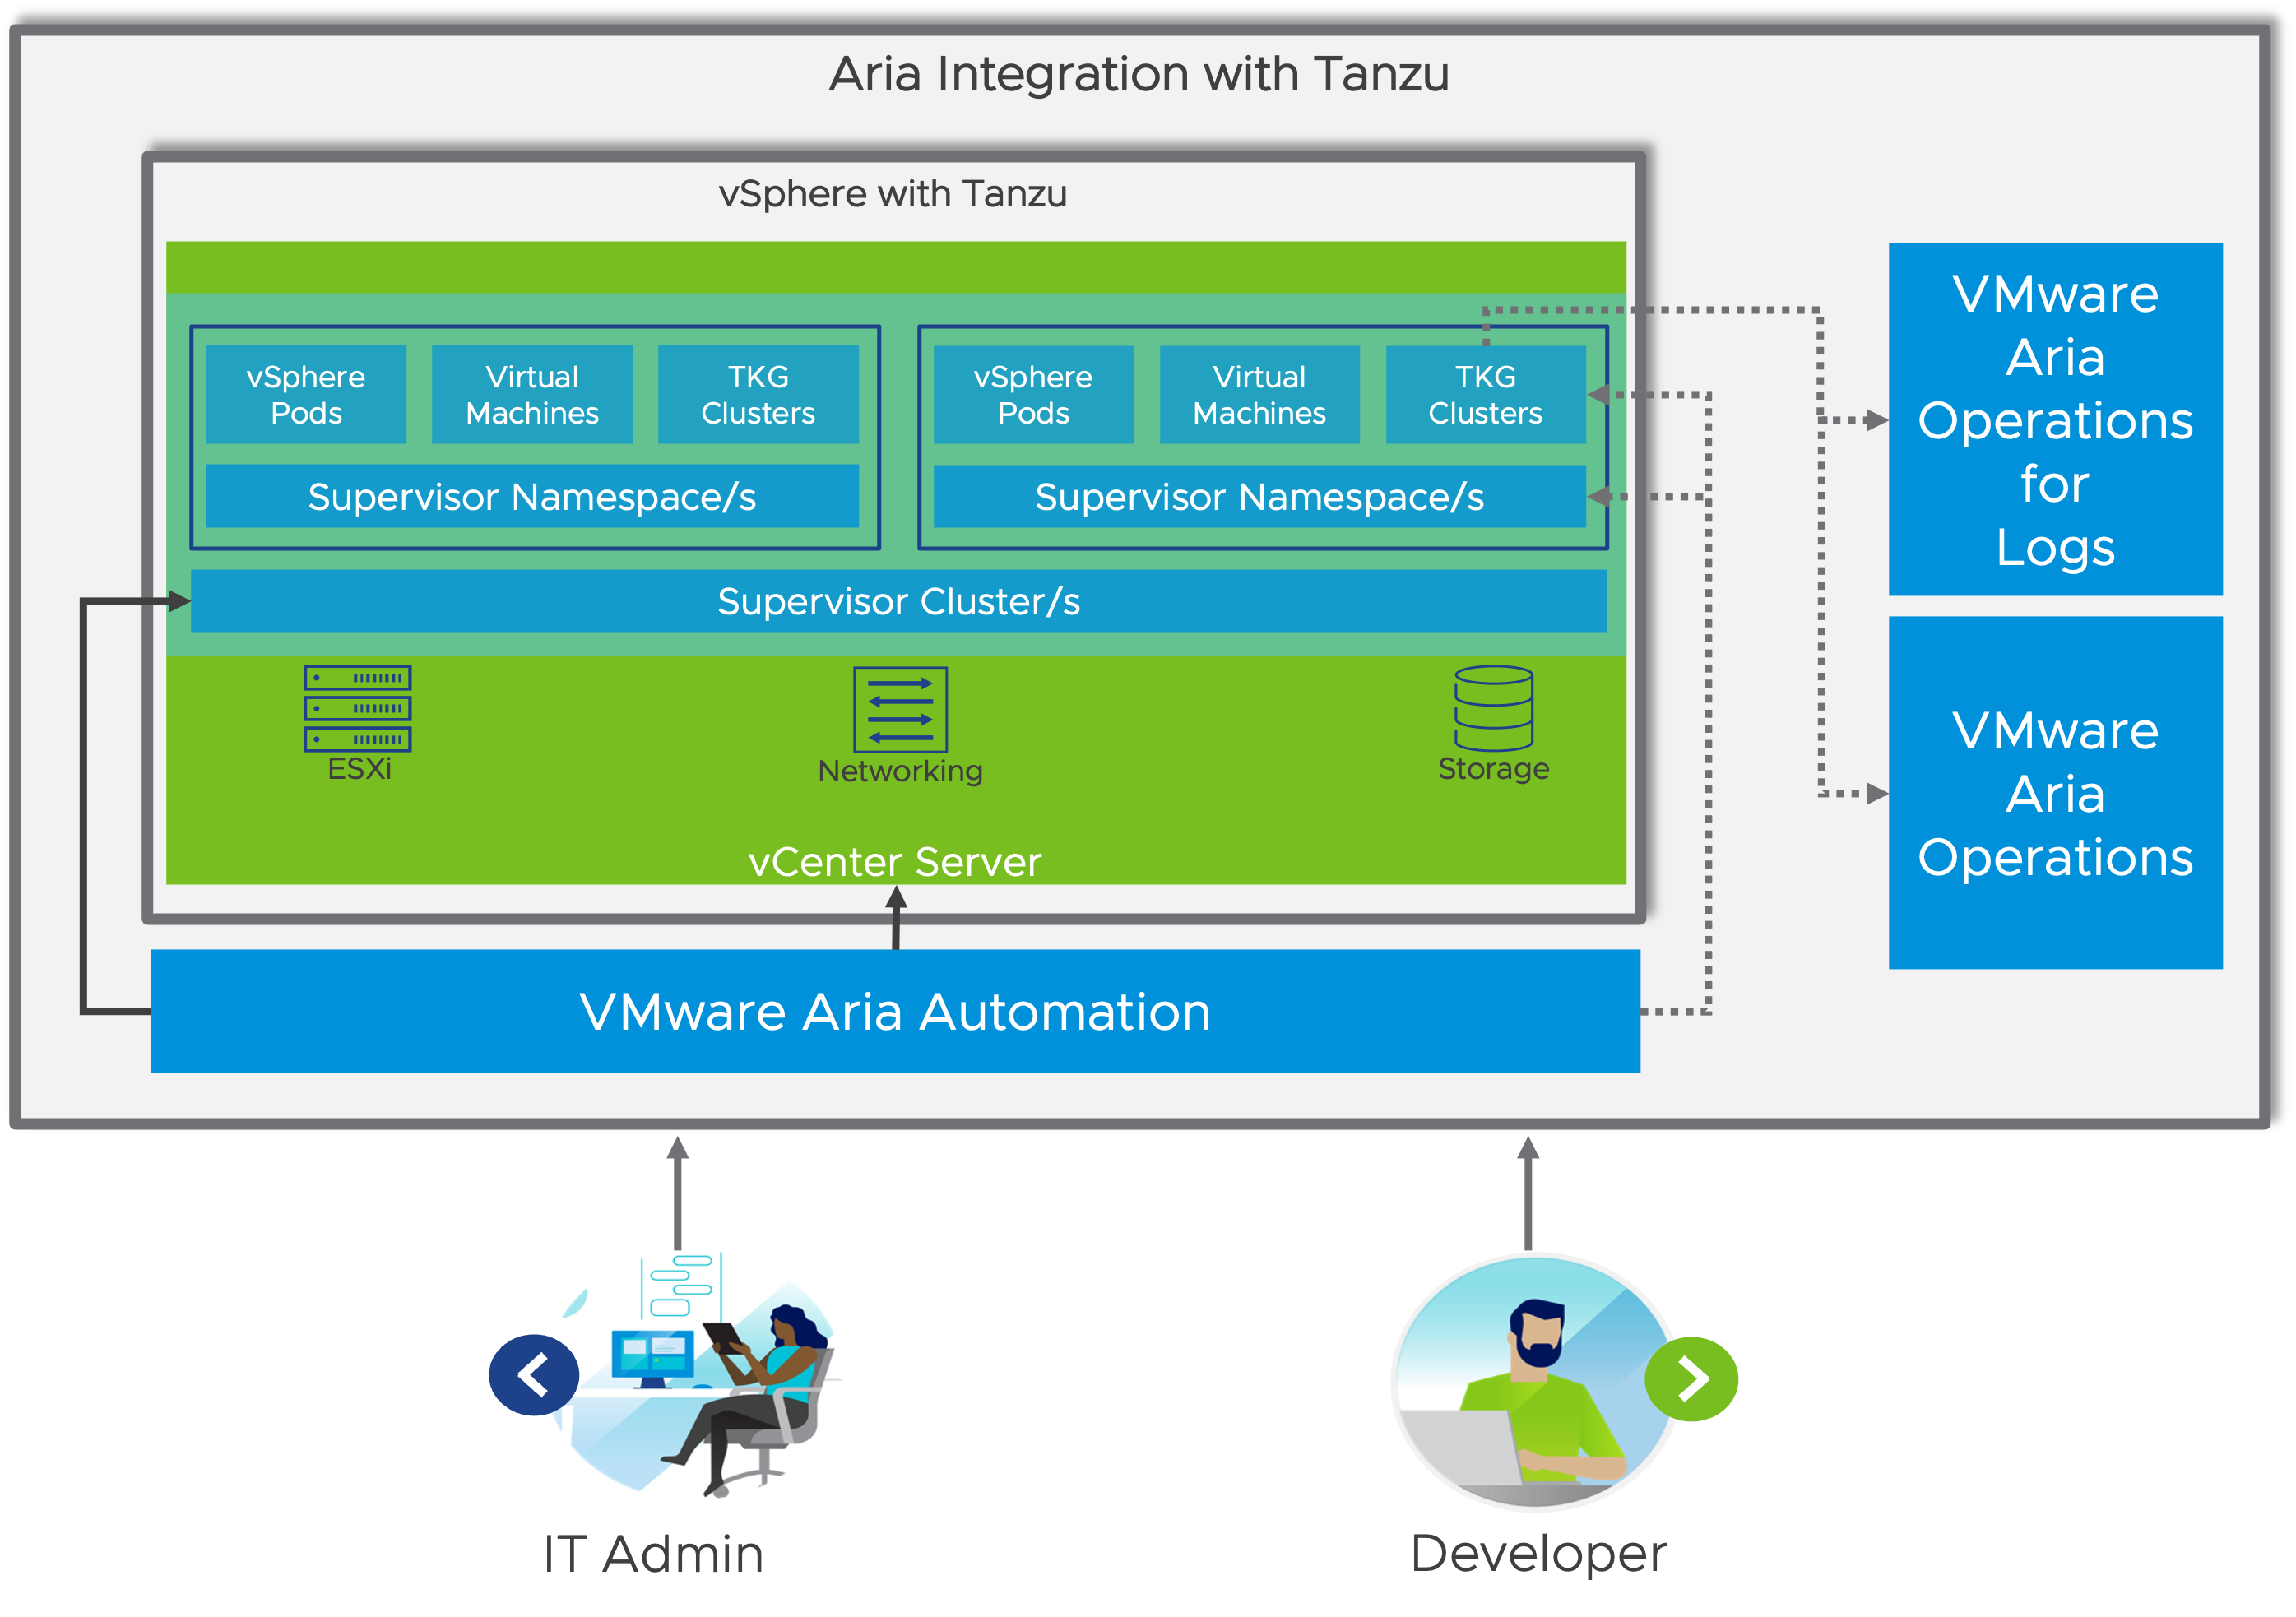 Aria Integration with Tanzu
vSphere with Tanzu
vSphere
Pods
Virtual
Machines
TKG
Clusters
Supervisor Namespace/s
vSphere
Pods
Virtual
Machines
TKG
Clusters
Supervisor Namespace/s
Supervisor Cluster/s
ESXi
Networking
Storage
vCenter Server
VMware Aria Automation
VMware
Aria
Operations
for
Logs
VMware
Aria
Operations
IT Admin
Developer